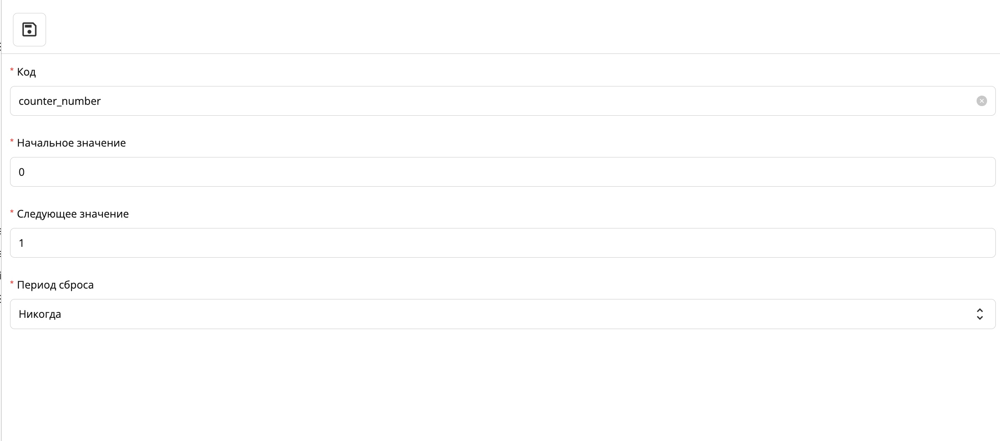 * Код
counter_number
* Начальное значение
0
* Следующее значение
1
* Период сброса
Никогда